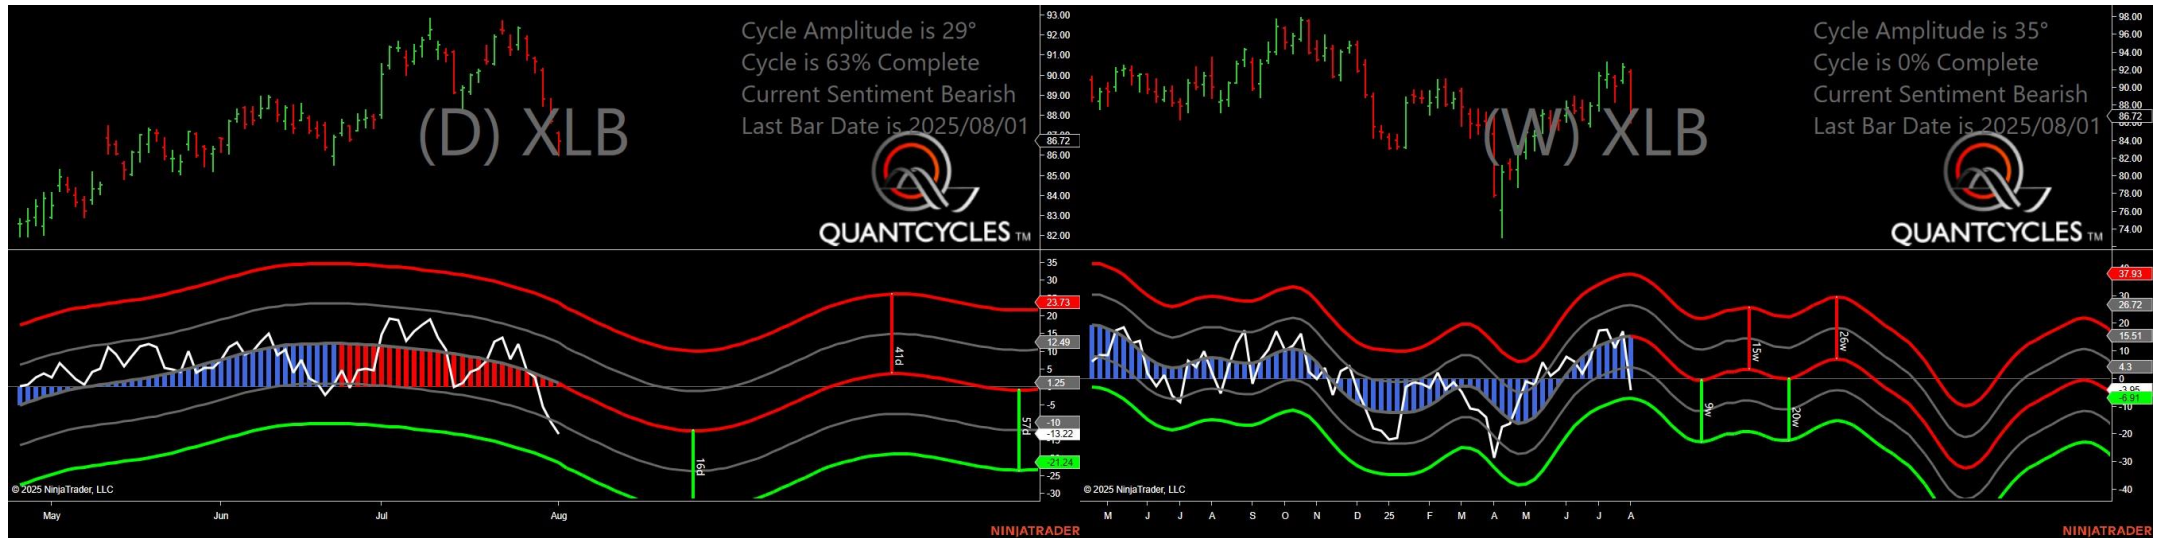 Cycle Amplitude is 29°
Cycle is 63% Complete
Current Sentiment Bearish
Last Bar Date is 2025/08/01
(D) XLB
QUANTCYCLES TM
93.00
92.00
91.00
90.00
89.00
88.00
86.72
86.00
85.00
84.00
83.00
82.00
35
30
23.73
20
15
12.49
10
5
1.25
-5
-10
-13.22
-21.24
-25
-30
41d
16d
57d
© 2025 NinjaTrader, LLC
May Jun Jul Aug
NINJATRADER
Cycle Amplitude is 35°
Cycle is 0% Complete
Current Sentiment Bearish
Last Bar Date is 2025/08/01
(W) XLB
QUANTCYCLES TM
98.00
96.00
94.00
92.00
90.00
88.00
86.72
84.00
82.00
80.00
78.00
76.00
74.00
37.93
30
26.72
20
15.51
10
4.3
0
-3.95
-6.91
-10
-20
-30
-40
15w
26w
9w
20w
© 2025 NinjaTrader, LLC
M J J A S O N D 25 F M A M J J A
NINJATRADER